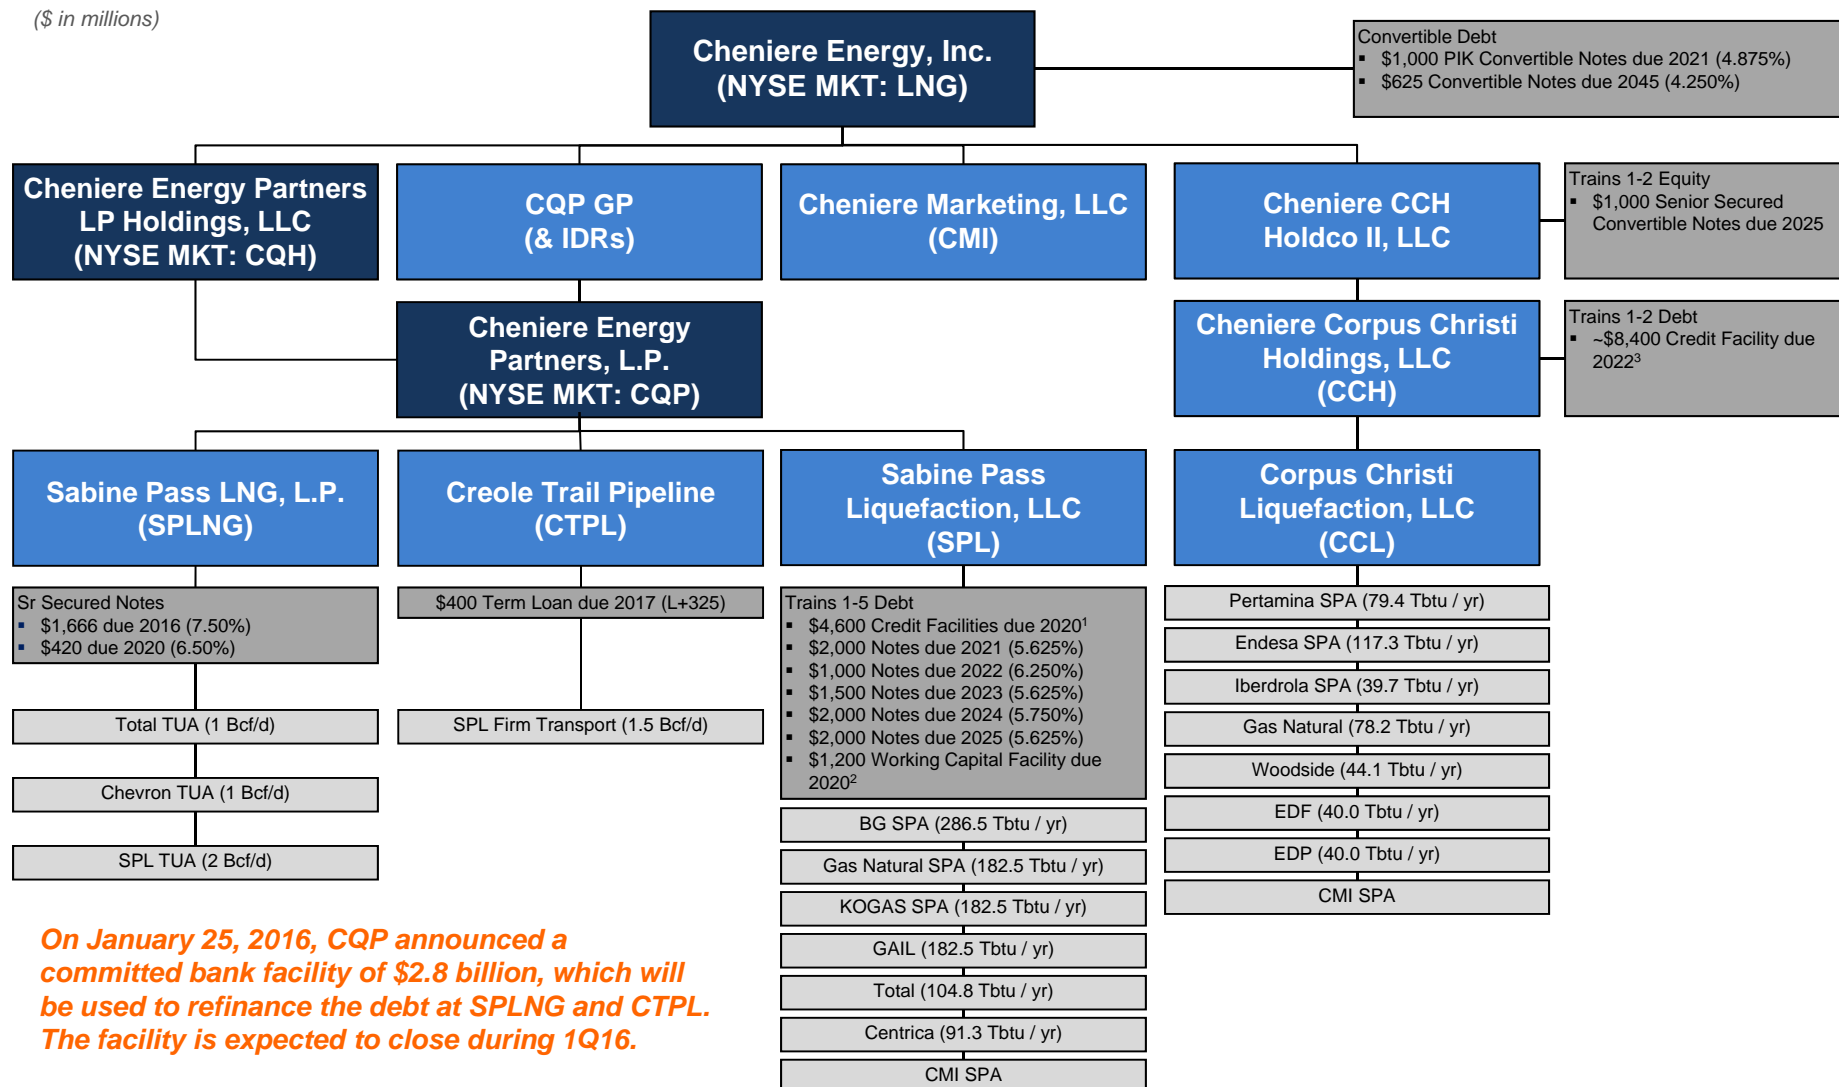 ($ in millions)
Cheniere Energy, Inc.
(NYSE MKT: LNG)
Convertible Debt
▪ $1,000 PIK Convertible Notes due 2021 (4.875%)
▪ $625 Convertible Notes due 2045 (4.250%)
Cheniere Energy Partners
LP Holdings, LLC
(NYSE MKT: CQH)
CQP GP
(& IDRs)
Cheniere Marketing, LLC
(CMI)
Cheniere CCH
Holdco II, LLC
Trains 1-2 Equity
▪ $1,000 Senior Secured
Convertible Notes due 2025
Cheniere Energy
Partners, L.P.
(NYSE MKT: CQP)
Cheniere Corpus Christi
Holdings, LLC
(CCH)
Trains 1-2 Debt
▪ ~$8,400 Credit Facility due
2022³
Sabine Pass LNG, L.P.
(SPLNG)
Creole Trail Pipeline
(CTPL)
Sabine Pass
Liquefaction, LLC
(SPL)
Corpus Christi
Liquefaction, LLC
(CCL)
Sr Secured Notes
▪ $1,666 due 2016 (7.50%)
▪ $420 due 2020 (6.50%)
Total TUA (1 Bcf/d)
Chevron TUA (1 Bcf/d)
SPL TUA (2 Bcf/d)
$400 Term Loan due 2017 (L+325)
SPL Firm Transport (1.5 Bcf/d)
Trains 1-5 Debt
▪ $4,600 Credit Facilities due 2020¹
▪ $2,000 Notes due 2021 (5.625%)
▪ $1,000 Notes due 2022 (6.250%)
▪ $1,500 Notes due 2023 (5.625%)
▪ $2,000 Notes due 2024 (5.750%)
▪ $2,000 Notes due 2025 (5.625%)
▪ $1,200 Working Capital Facility due
2020²
BG SPA (286.5 Tbtu / yr)
Gas Natural SPA (182.5 Tbtu / yr)
KOGAS SPA (182.5 Tbtu / yr)
GAIL (182.5 Tbtu / yr)
Total (104.8 Tbtu / yr)
Centrica (91.3 Tbtu / yr)
CMI SPA
Pertamina SPA (79.4 Tbtu / yr)
Endesa SPA (117.3 Tbtu / yr)
Iberdrola SPA (39.7 Tbtu / yr)
Gas Natural (78.2 Tbtu / yr)
Woodside (44.1 Tbtu / yr)
EDF (40.0 Tbtu / yr)
EDP (40.0 Tbtu / yr)
CMI SPA
On January 25, 2016, CQP announced a
committed bank facility of $2.8 billion, which will
be used to refinance the debt at SPLNG and CTPL.
The facility is expected to close during 1Q16.